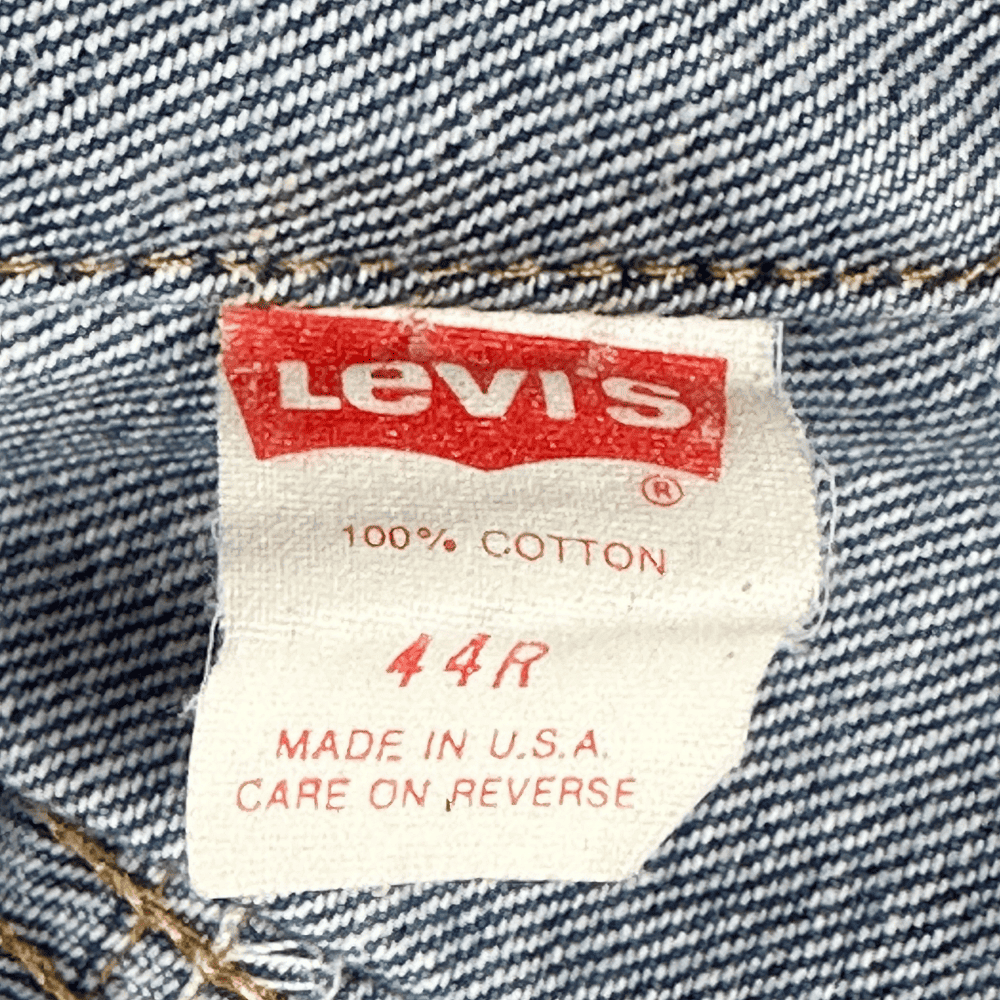 LEVI'S
®
100% COTTON
44R
MADE IN U.S.A.
CARE ON REVERSE